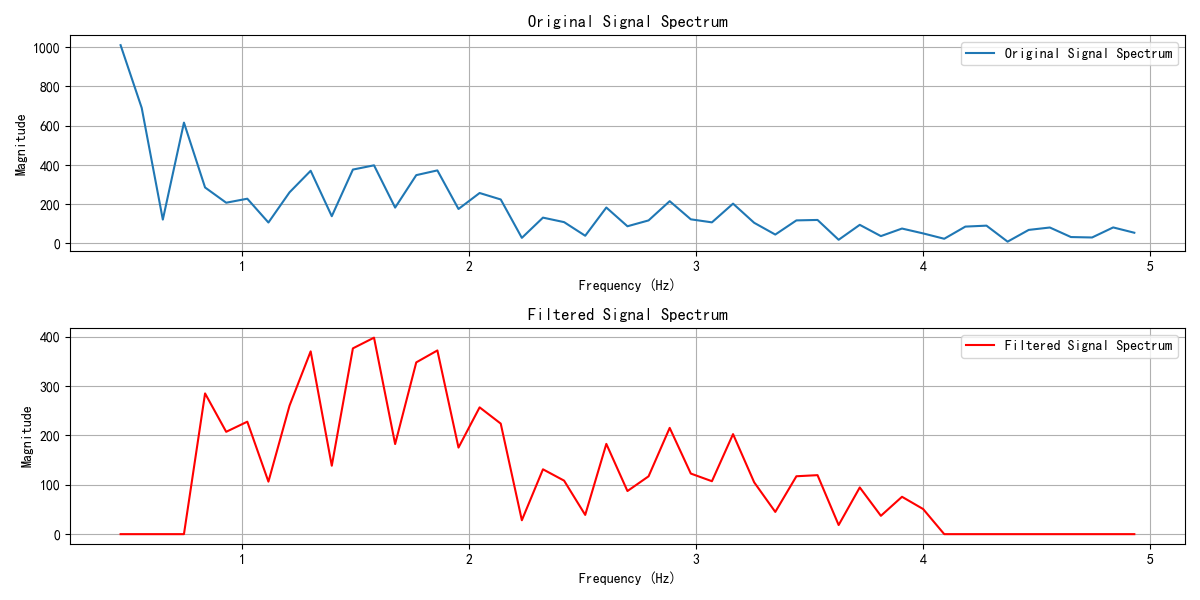 Original Signal Spectrum
Original Signal Spectrum
Magnitude
1000
800
600
400
200
0
1
2
3
4
5
Frequency (Hz)
Filtered Signal Spectrum
Filtered Signal Spectrum
Magnitude
400
300
200
100
0
1
2
3
4
5
Frequency (Hz)